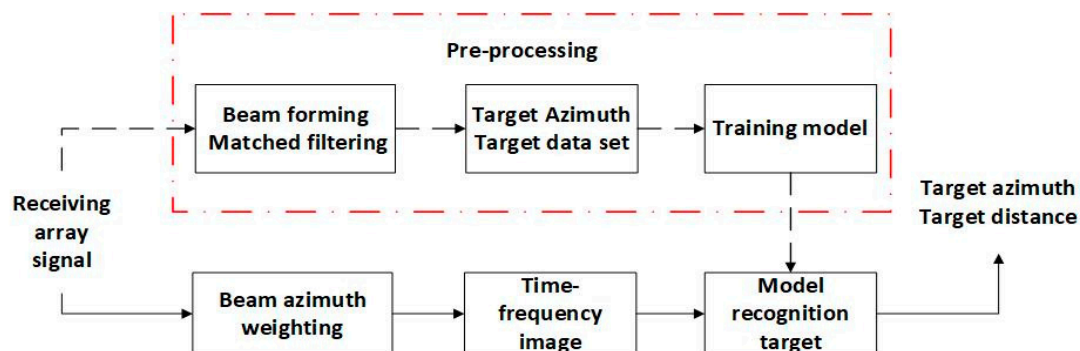 Pre-processing
Beam forming
Matched filtering
Target Azimuth
Target data set
Training model
Receiving
array
signal
Target azimuth
Target distance
Beam azimuth
weighting
Time-
frequency
image
Model
recognition
target